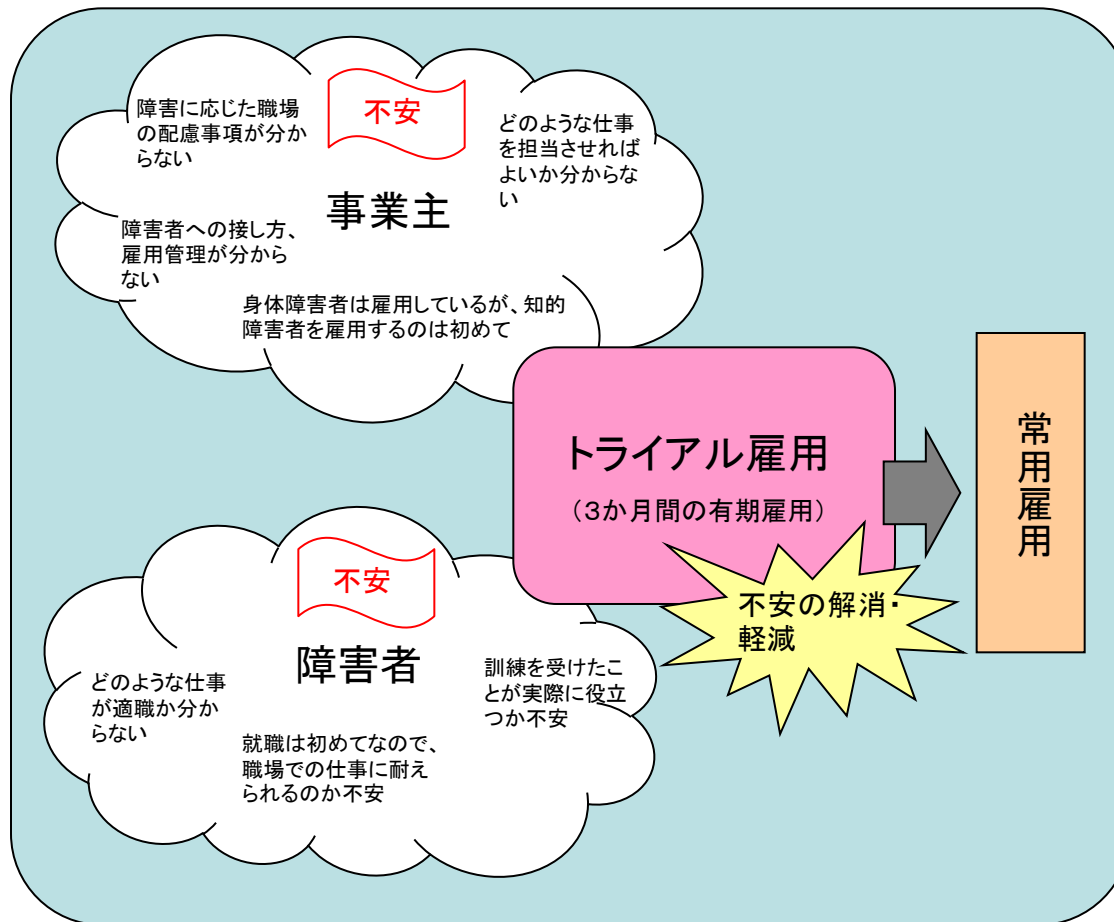 不安
事業主
障害に応じた職場
の配慮事項が分か
らない
どのような仕事
を担当させれば
よいか分からな
い
障害者への接し方、
雇用管理が分から
ない
身体障害者は雇用しているが、知的
障害者を雇用するのは初めて
トライアル雇用
（３か月間の有期雇用）
不安の解消・
軽減
常用雇用
不安
障害者
どのような仕事
が適職か分から
ない
訓練を受けたこ
とが実際に役立
つか不安
就職は初めてなので、
職場での仕事に耐え
られるのか不安